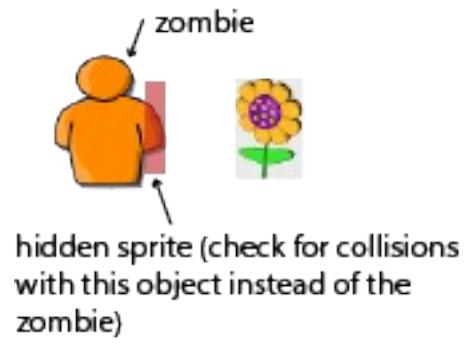 zombie
hidden sprite (check for collisions
with this object instead of the
zombie)